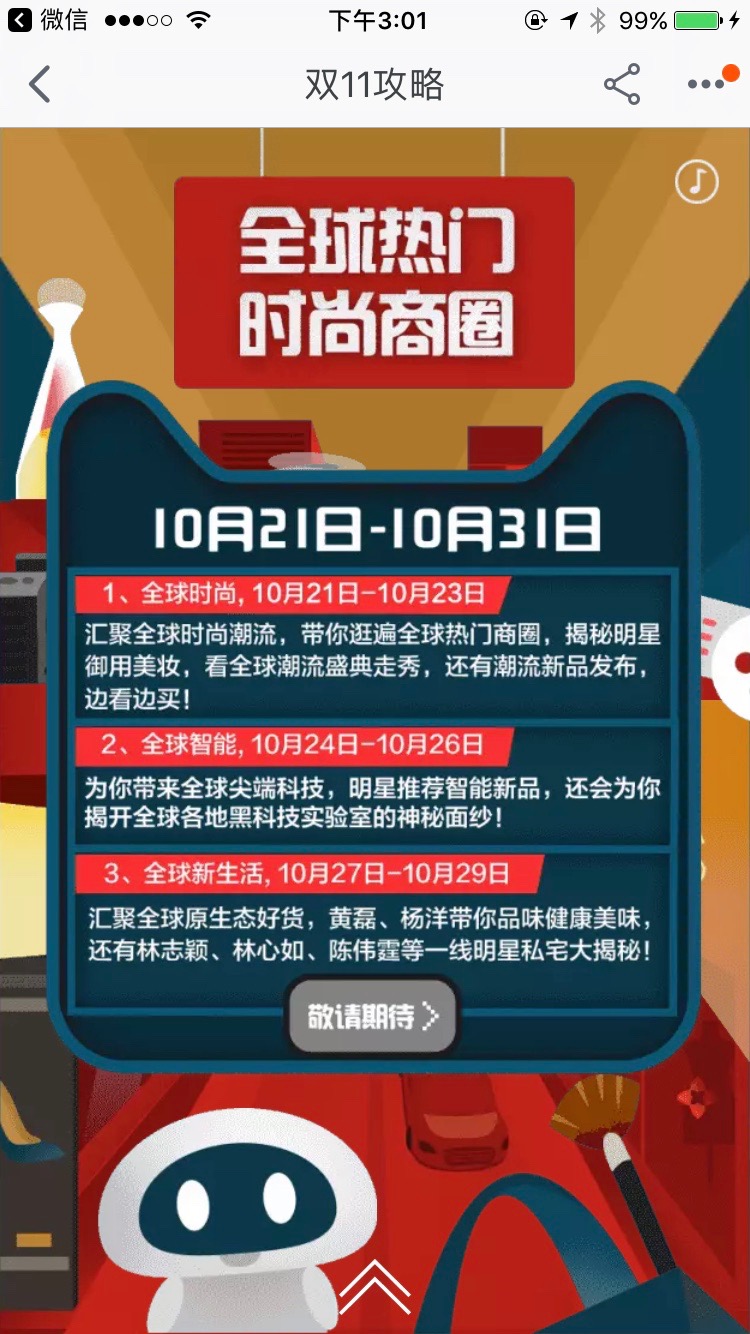 微信
下午3:01
99%
双11攻略
全球热门
时尚商圈
10月21日-10月31日
1、全球时尚, 10月21日-10月23日
汇聚全球时尚潮流，带你逛遍全球热门商圈，揭秘明星
御用美妆，看全球潮流盛典走秀，还有潮流新品发布，
边看边买！
2、全球智能, 10月24日-10月26日
为你带来全球尖端科技，明星推荐智能新品，还会为你
揭开全球各地黑科技实验室的神秘面纱！
3、全球新生活, 10月27日-10月29日
汇聚全球原生态好货，黄磊、杨洋带你品味健康美味，
还有林志颖、林心如、陈伟霆等一线明星私宅大揭秘！
敬请期待